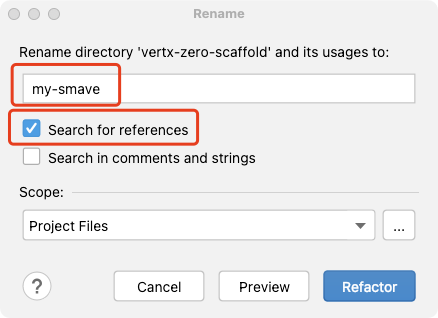 Rename
Rename directory 'vertx-zero-scaffold' and its usages to:
my-smave
Search for references
Search in comments and strings
Scope:
Project Files
...
?
Cancel
Preview
Refactor